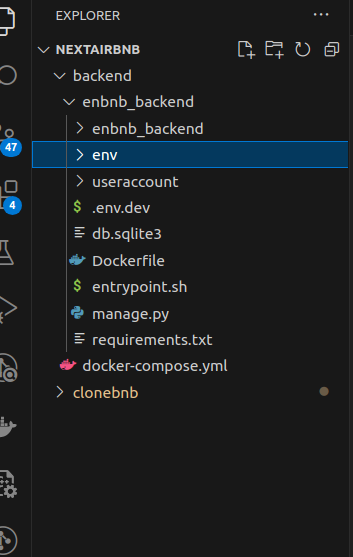 EXPLORER
NEXTAIRBNB
backend
enbnb_backend
enbnb_backend
env
47
useraccount
4
.env.dev
db.sqlite3
Dockerfile
entrypoint.sh
manage.py
requirements.txt
docker-compose.yml
clonebnb